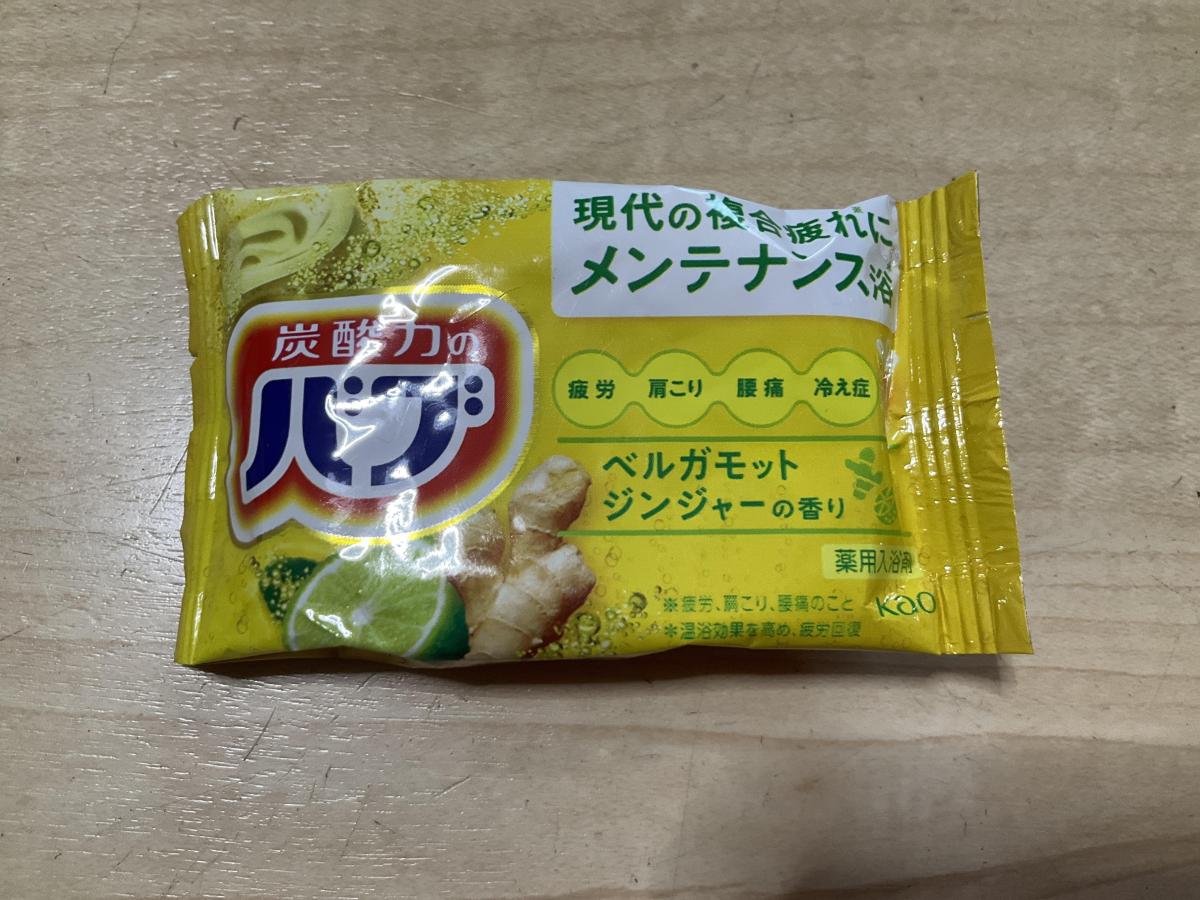 現代の複合疲れに
※
メンテナンス浴
炭酸力の
バブ
疲労 肩こり 腰痛 冷え症
ベルガモット
ジンジャーの香り
薬用入浴剤
※疲労、肩こり、腰痛のこと
*温浴効果を高め、疲労回復
Kao